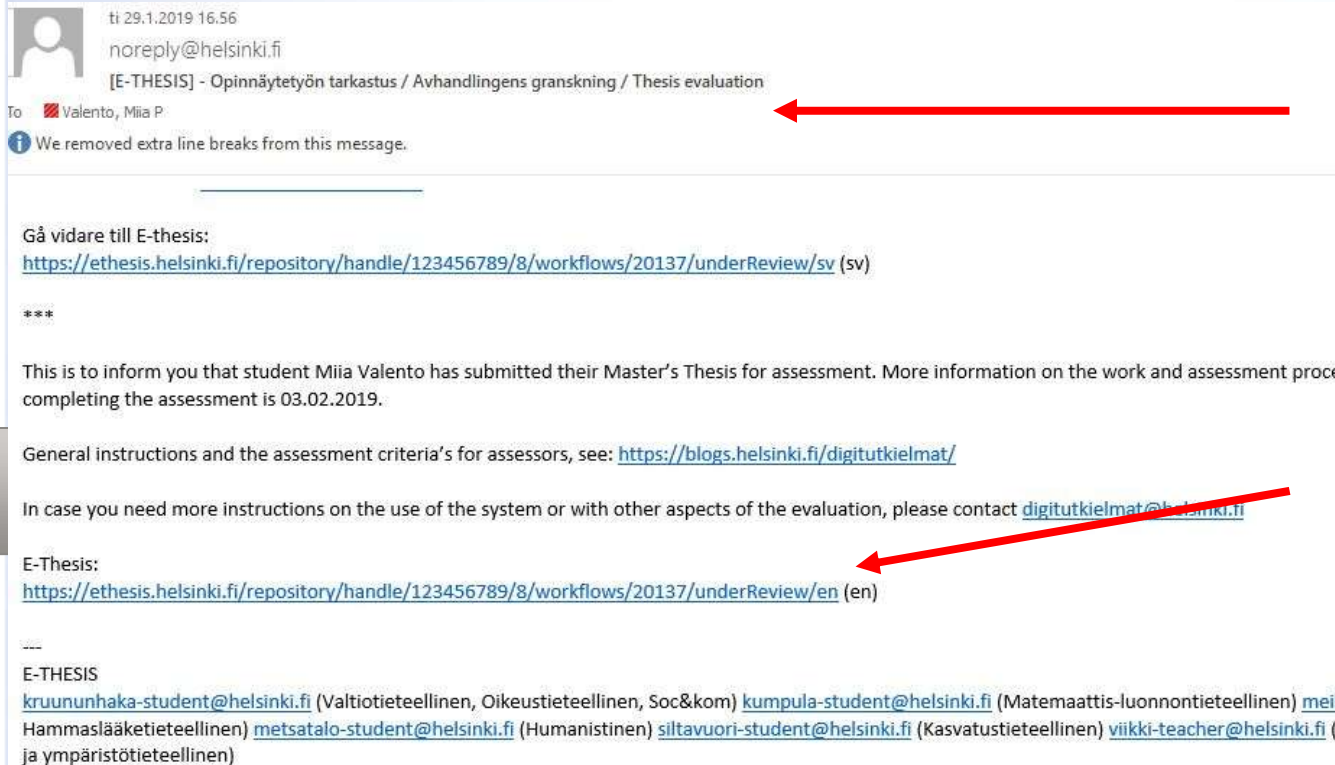 ti 29.1.2019 16.56
noreply@helsinki.fi
[E-THESIS] - Opinnäytetyön tarkastus / Avhandlingens granskning / Thesis evaluation
To Valento, Miia P
We removed extra line breaks from this message.
Gå vidare till E-thesis:
https://ethesis.helsinki.fi/repository/handle/123456789/8/workflows/20137/underReview/sv (sv)
***
This is to inform you that student Miia Valento has submitted their Master's Thesis for assessment. More information on the work and assessment
completing the assessment is 03.02.2019.
General instructions and the assessment criteria's for assessors, see: https://blogs.helsinki.fi/digitutkielmat/
In case you need more instructions on the use of the system or with other aspects of the evaluation, please contact digitutkielmat@helsinki.fi
E-Thesis:
https://ethesis.helsinki.fi/repository/handle/123456789/8/workflows/20137/underReview/en (en)
---
E-THESIS
kruununhaka-student@helsinki.fi (Valtiotieteellinen, Oikeustieteellinen, Soc&kom) kumpula-student@helsinki.fi (Matemaattis-luonnontieteellinen)
Hammaslääketieteellinen) metsatalo-student@helsinki.fi (Humanistinen) siltavuori-student@helsinki.fi (Kasvatustieteellinen) viikki-teacher@helsinki.fi (
ja ympäristötieteellinen)